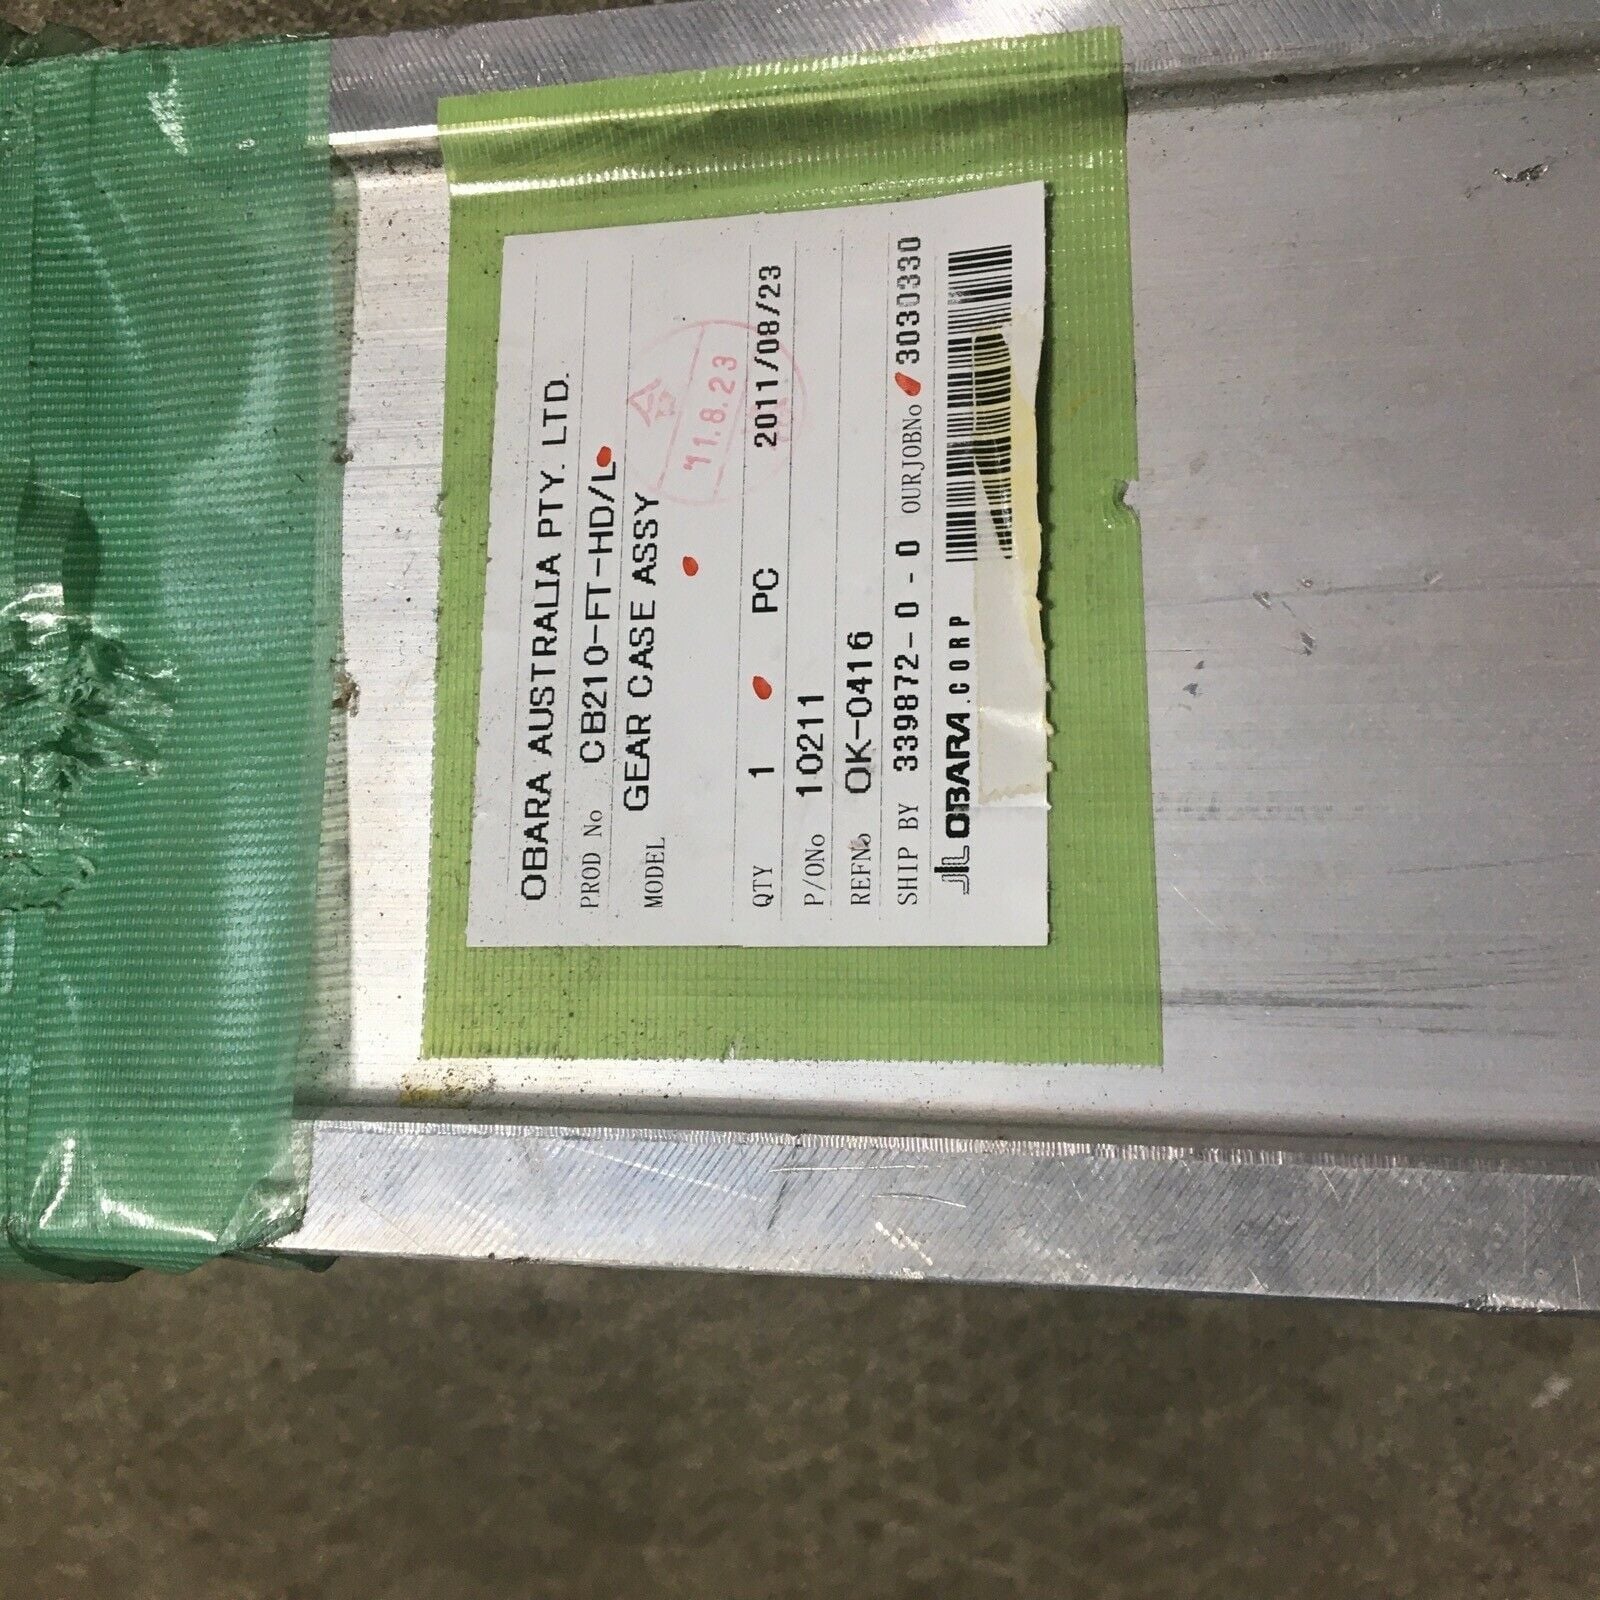 OBARA AUSTRALIA PTY. LTD.
PROD No CB210-FT-HD/L
MODEL GEAR CASE ASSY
'11.8.23
QTY 1 PC 2011/08/23
P/ONo 10211
REFNo OK-0416
SHIP BY 339872-0-0 OURJOBNo 3030330
OBARA.CORP